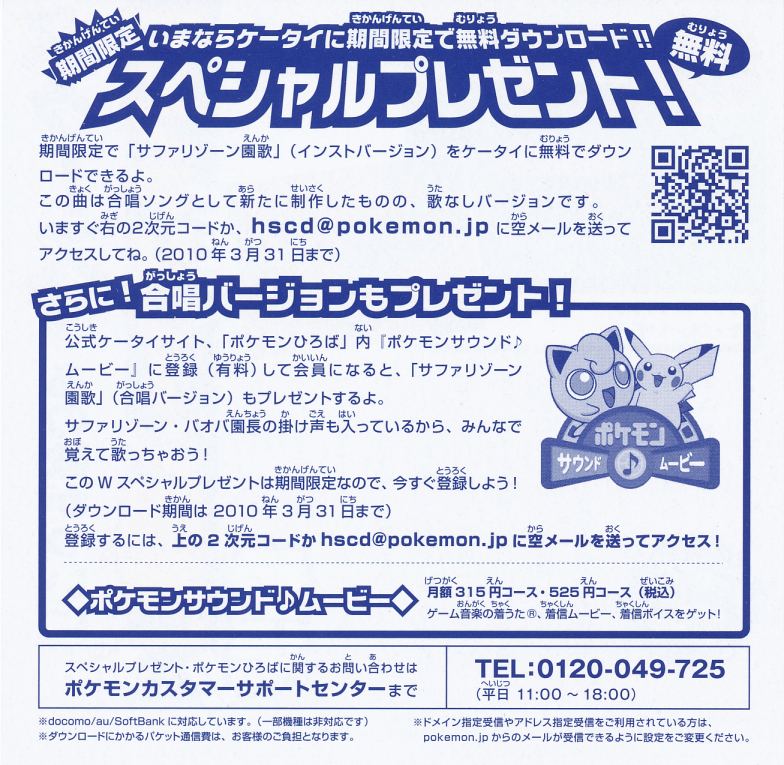 期間限定
いまならケータイに期間限定で無料ダウンロード!!
無料
スペシャルプレゼント!
期間限定で「サファリゾーン園歌」(インストバージョン)をケータイに無料でダウン
ロードできるよ。
この曲は合唱ソングとして新たに制作したものの、歌なしバージョンです。
いますぐ右の2次元コードか、hscd@pokemon.jp に空メールを送って
アクセスしてね。(2010年3月31日まで)
さらに!合唱バージョンもプレゼント!
公式ケータイサイト、「ポケモンひろば」内『ポケモンサウンド♪
ムービー』に登録(有料)して会員になると、「サファリゾーン
園歌」(合唱バージョン)もプレゼントするよ。
サファリゾーン・バオバ園長の掛け声も入っているから、みんなで
覚えて歌っちゃおう!
このWスペシャルプレゼントは期間限定なので、今すぐ登録しよう!
(ダウンロード期間は 2010年3月31日まで)
登録するには、上の2次元コードかhscd@pokemon.jpに空メールを送ってアクセス!
ポケモン
サウンド♪ムービー
◆ポケモンサウンド♪ムービー◆
月額315円コース・525円コース(税込)
ゲーム音楽の着うた®、着信ムービー、着信ボイスをゲット!
スペシャルプレゼント・ポケモンひろばに関するお問い合わせは
ポケモンカスタマーサポートセンターまで
TEL:0120-049-725
(平日 11:00〜18:00)
※docomo/au/SoftBankに対応しています。(一部機種は非対応です)
※ダウンロードにかかるパケット通信費は、お客様のご負担となります。
※ドメイン指定受信やアドレス指定受信をご利用されている方は、
pokemon.jpからのメールが受信できるように設定をご変更ください。